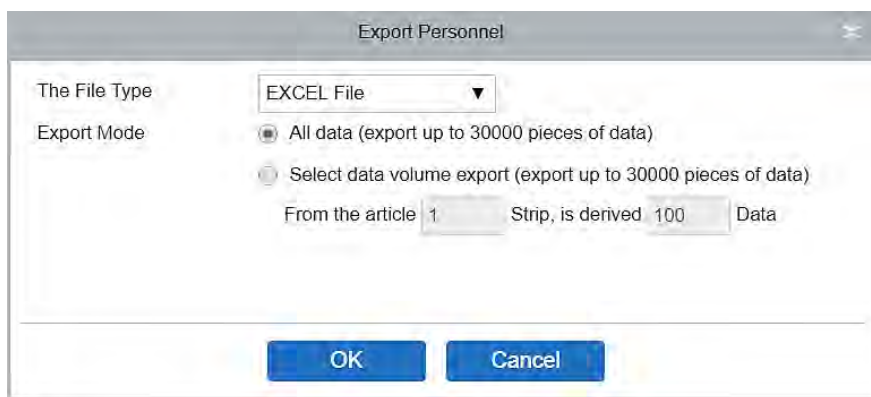 Export Personnel
The File Type EXCEL File
Export Mode All data (export up to 30000 pieces of data)
Select data volume export (export up to 30000 pieces of data)
From the article 1 Strip, is derived 100 Data
OK Cancel